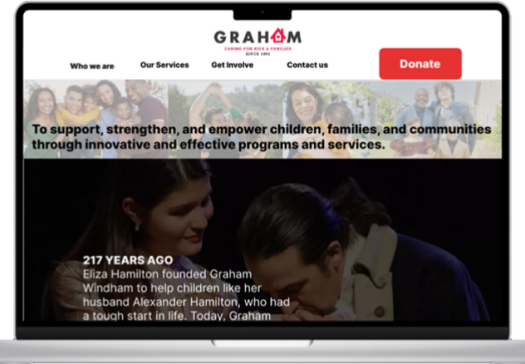 GRAHAM
CARING FOR KIDS & FAMILIES
SINCE 1806
Who we are
Our Services
Get Involve
Contact us
Donate
To support, strengthen, and empower children, families, and communities
through innovative and effective programs and services.
217 YEARS AGO
Eliza Hamilton founded Graham
Windham to help children like her
husband Alexander Hamilton, who had
a tough start in life. Today, Graham